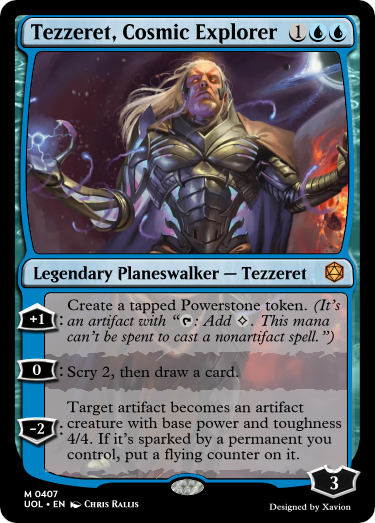 Tezzeret, Cosmic Explorer 1
Legendary Planeswalker — Tezzeret
+1: Create a tapped Powerstone token. (It's
an artifact with “: Add . This mana
can't be spent to cast a nonartifact spell.”)
0: Scry 2, then draw a card.
-2: Target artifact becomes an artifact
creature with base power and toughness
4/4. If it's sparked by a permanent you
control, put a flying counter on it.
3
M 0407
UOL • EN Chris Rallis
Designed by Xavion